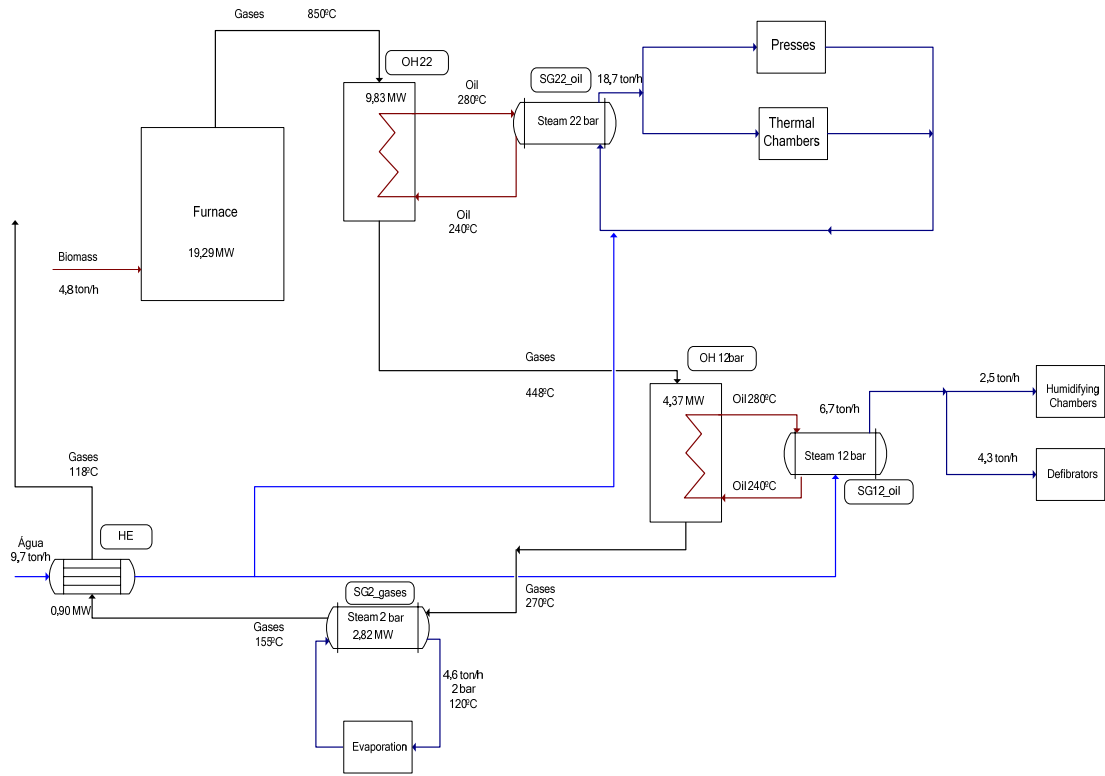 Gases 850ºC
OH22
9,83 MW
Oil
280ºC
SG22_oil
18,7 ton/h
Steam 22 bar
Presses
Thermal
Chambers
Furnace
19,29 MW
Biomass
4,8 ton/h
Oil
240ºC
Gases
448ºC
OH 12bar
4,37 MW
Oil 280ºC
6,7 ton/h
Steam 12 bar
Oil 240ºC
SG12_oil
2,5 ton/h
Humidifying
Chambers
4,3 ton/h
Defibrators
Gases
118ºC
HE
Água
9,7 ton/h
0,90 MW
Gases
155ºC
SG2_gases
Steam 2 bar
2,82 MW
Gases
270ºC
4,6 ton/h
2 bar
120ºC
Evaporation